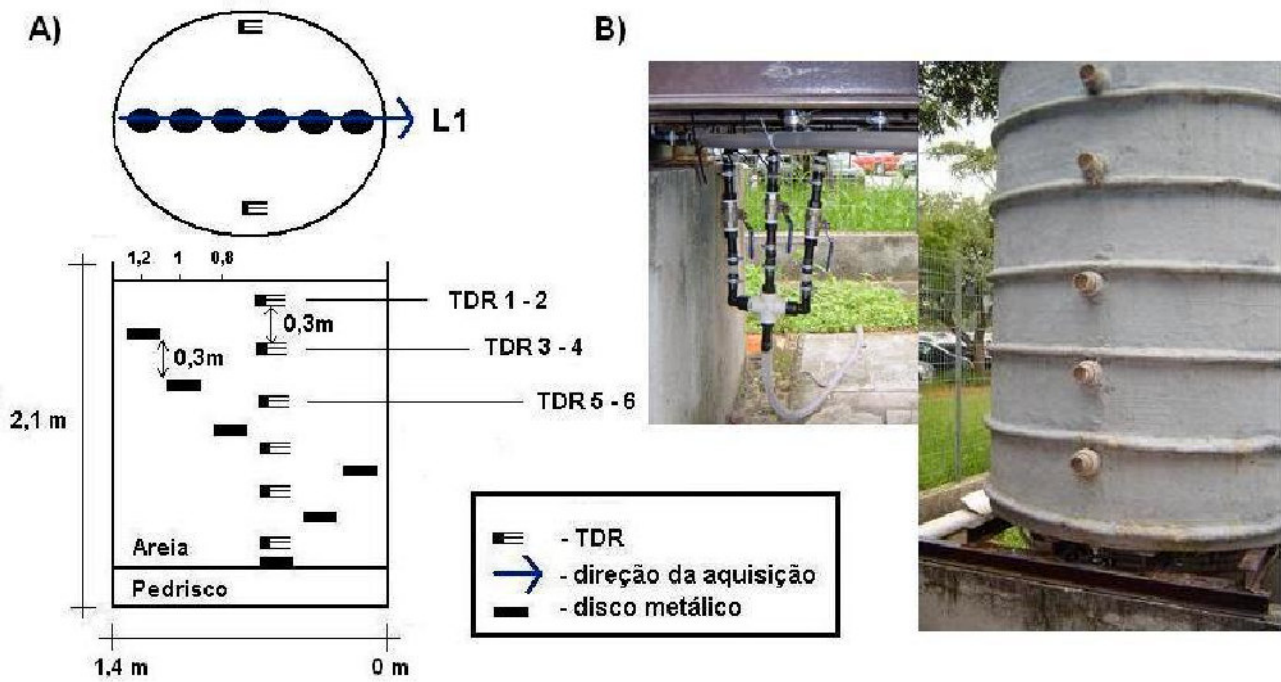 A)
B)
L1
1,2 1 0,8
TDR 1 - 2
0,3m
TDR 3 - 4
0,3m
TDR 5 - 6
2,1 m
Areia
Pedrisco
1,4 m 0 m
- TDR
- direção da aquisição
- disco metálico